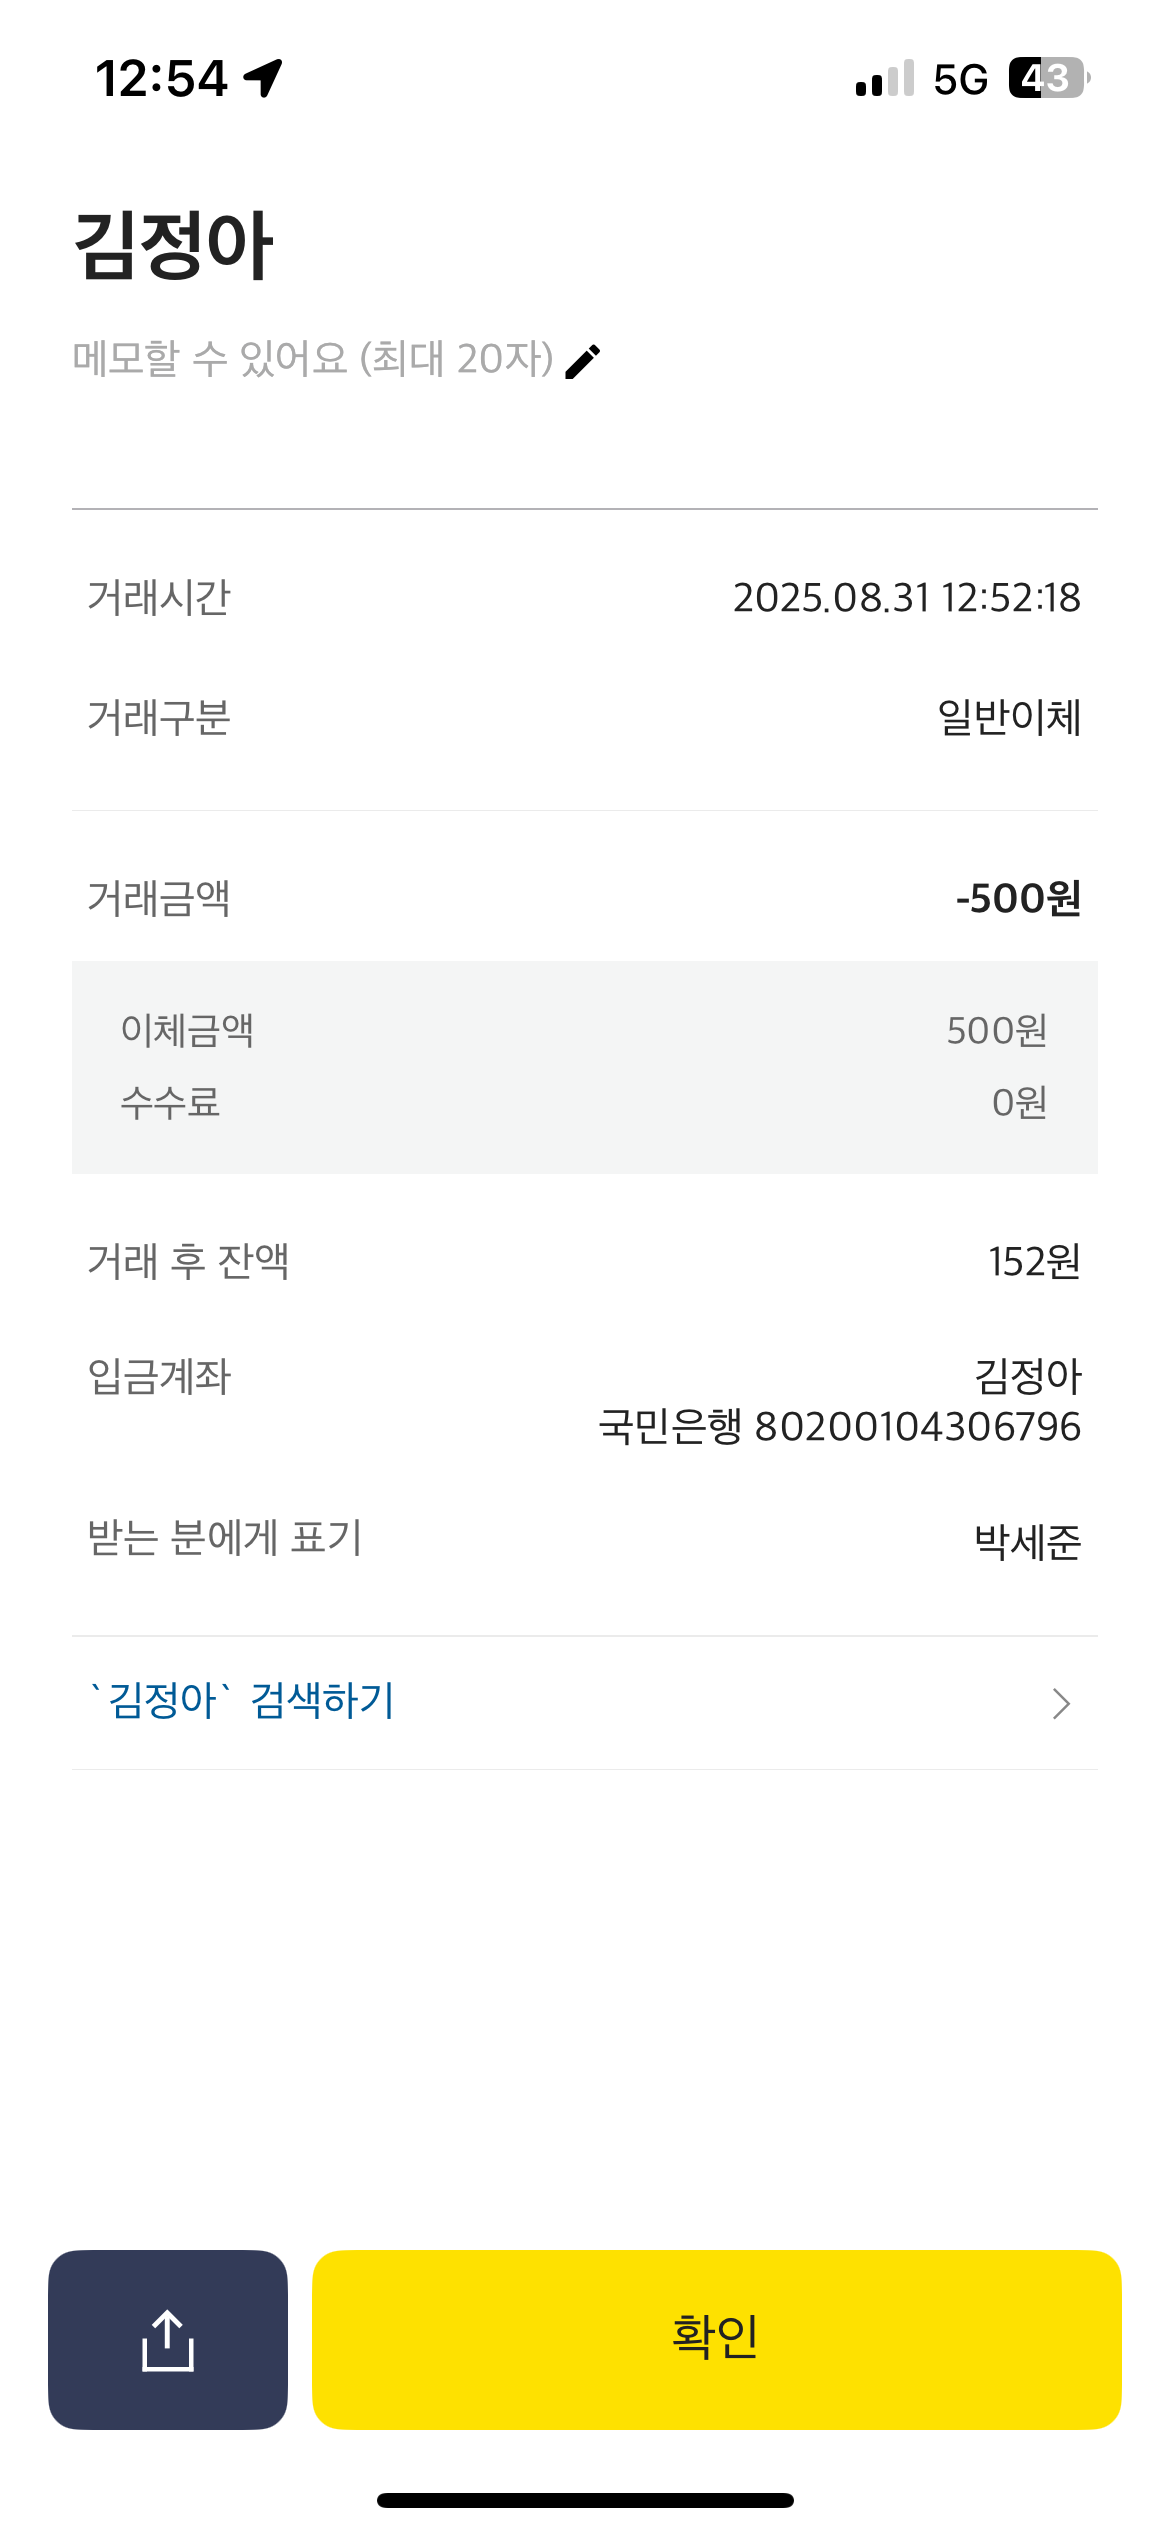 12:54 5G 43
김정아
메모할 수 있어요 (최대 20자)
거래시간 2025.08.31 12:52:18
거래구분 일반이체
거래금액 -500원
이체금액 500원
수수료 0원
거래 후 잔액 152원
입금계좌 김정아
국민은행 80200104306796
받는 분에게 표기 박세준
`김정아` 검색하기
확인